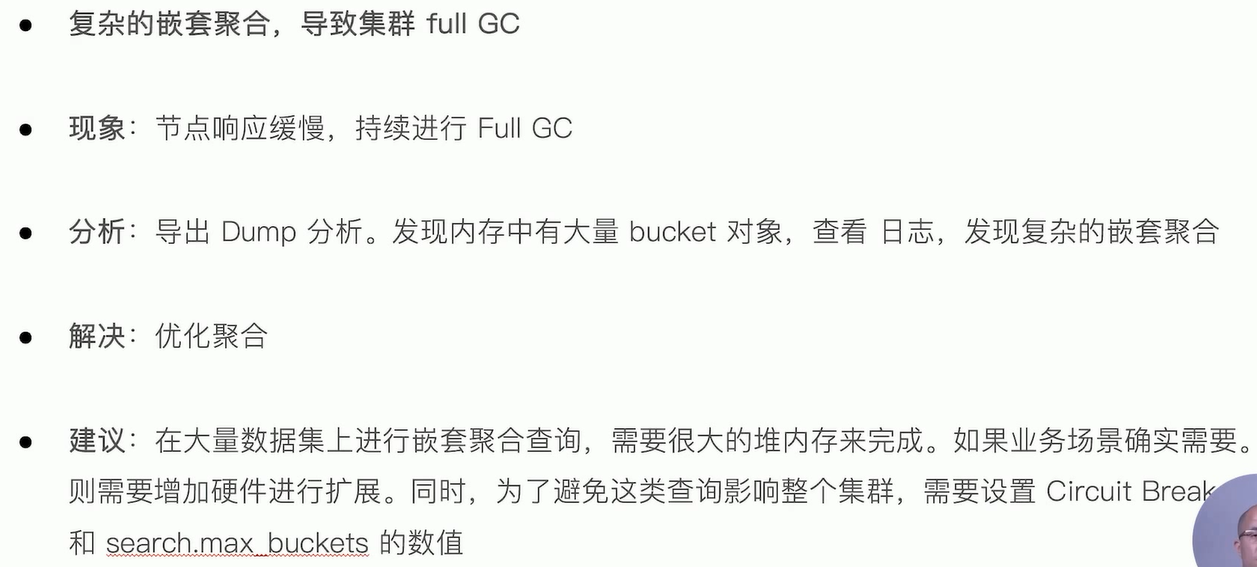 ● 复杂的嵌套聚合，导致集群 full GC
● 现象：节点响应缓慢，持续进行 Full GC
● 分析：导出 Dump 分析。发现内存中有大量 bucket 对象，查看 日志，发现复杂的嵌套聚合
● 解决：优化聚合
● 建议：在大量数据集上进行嵌套聚合查询，需要很大的堆内存来完成。如果业务场景确实需要。
则需要增加硬件进行扩展。同时，为了避免这类查询影响整个集群，需要设置 Circuit Break
和 search.max_buckets 的数值